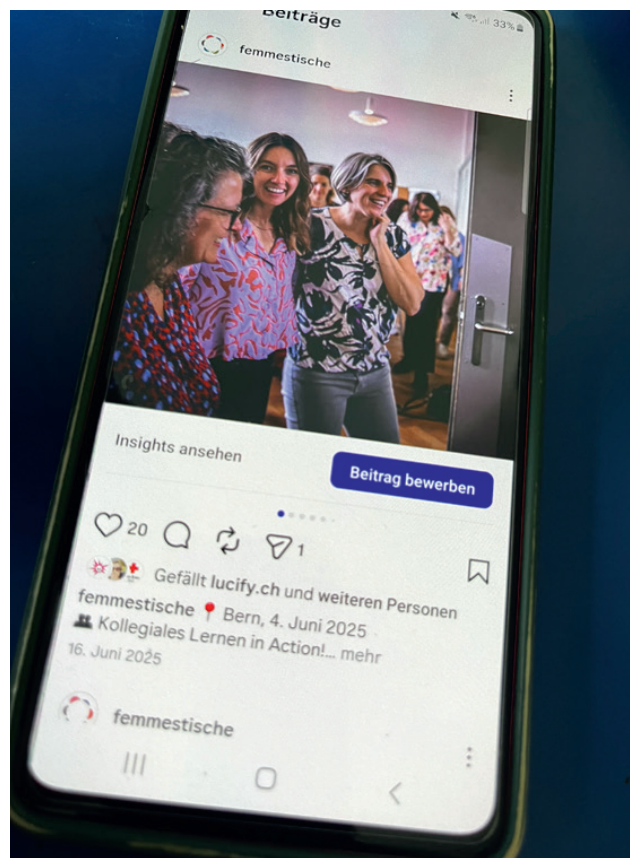 Beiträge
33%
femmestische
Insights ansehen
Beitrag bewerben
20
1
Gefällt lucify.ch und weiteren Personen
femmestische 📍 Bern, 4. Juni 2025
👥 Kollegiales Lernen in Action!... mehr
16. Juni 2025
femmestische